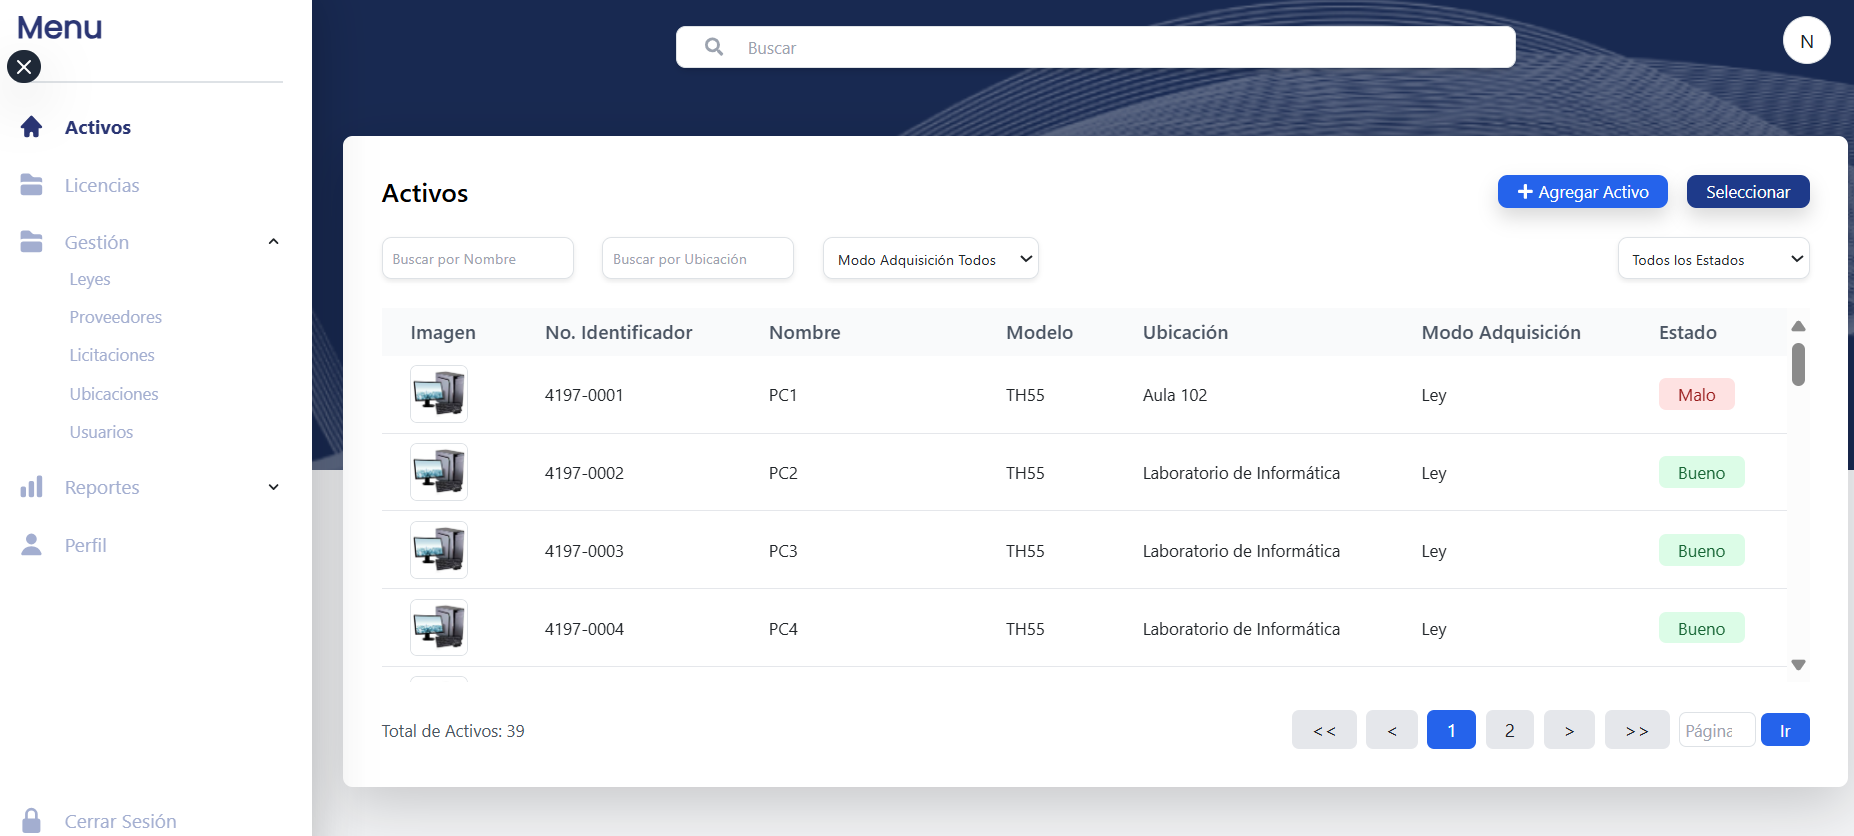 Menu
Activos
Licencias
Gestión
Leyes
Proveedores
Licitaciones
Ubicaciones
Usuarios
Reportes
Perfil
Cerrar Sesión
Buscar
N
Activos
Agregar Activo
Seleccionar
Buscar por Nombre
Buscar por Ubicación
Modo Adquisición Todos
Todos los Estados
Imagen No. Identificador Nombre Modelo Ubicación Modo Adquisición Estado
4197-0001 PC1 TH55 Aula 102 Ley Malo
4197-0002 PC2 TH55 Laboratorio de Informática Ley Bueno
4197-0003 PC3 TH55 Laboratorio de Informática Ley Bueno
4197-0004 PC4 TH55 Laboratorio de Informática Ley Bueno
Total de Activos: 39
<< < 1 2 > >> Página Ir